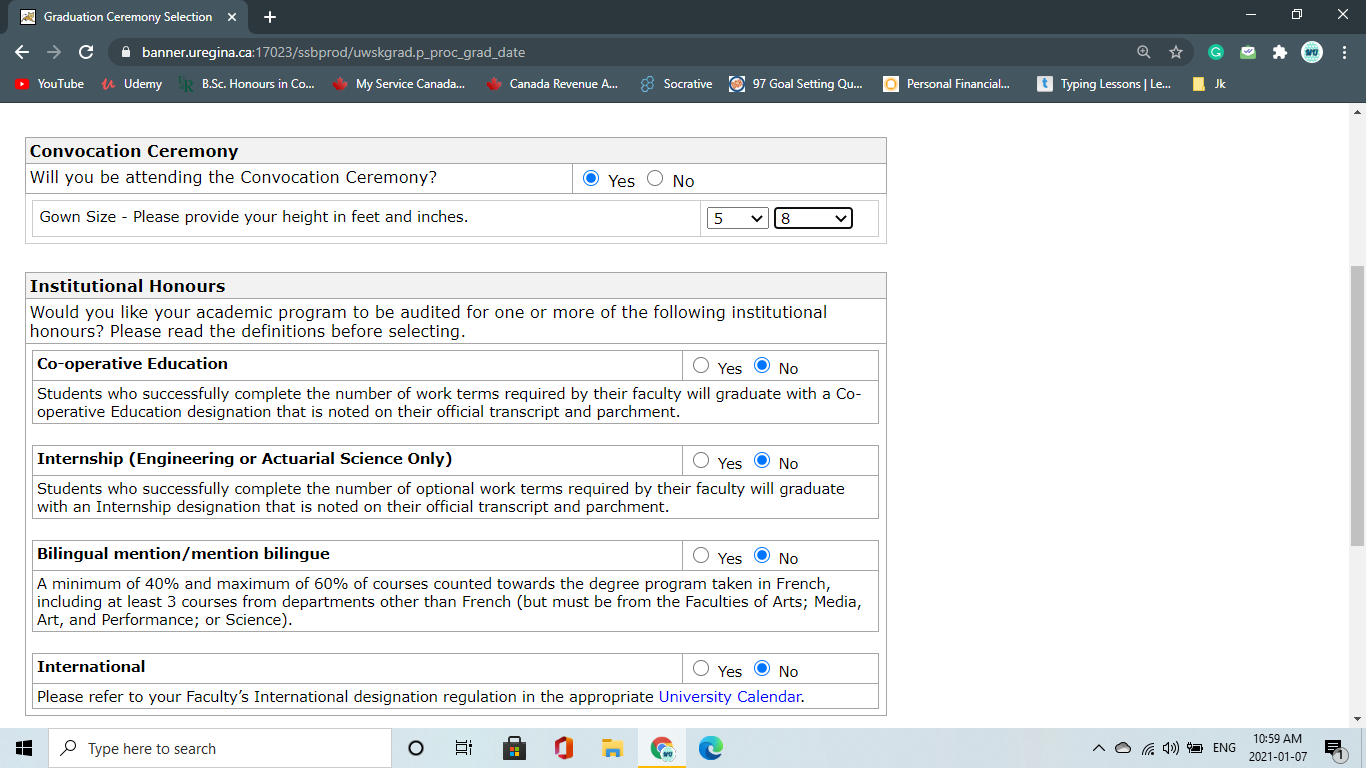 Graduation Ceremony Selection
banner.uregina.ca:17023/ssbprod/uwskgrad.p_proc_grad_date
YouTube Udemy B.Sc. Honours in Co... My Service Canada... Canada Revenue A... Socrative 97 Goal Setting Qu... Personal Financial... Typing Lessons | Le... Jk
Convocation Ceremony
Will you be attending the Convocation Ceremony? Yes No
Gown Size - Please provide your height in feet and inches. 5 8
Institutional Honours
Would you like your academic program to be audited for one or more of the following institutional
honours? Please read the definitions before selecting.
Co-operative Education Yes No
Students who successfully complete the number of work terms required by their faculty will graduate with a Co-
operative Education designation that is noted on their official transcript and parchment.
Internship (Engineering or Actuarial Science Only) Yes No
Students who successfully complete the number of optional work terms required by their faculty will graduate
with an Internship designation that is noted on their official transcript and parchment.
Bilingual mention/mention bilingue Yes No
A minimum of 40% and maximum of 60% of courses counted towards the degree program taken in French,
including at least 3 courses from departments other than French (but must be from the Faculties of Arts; Media,
Art, and Performance; or Science).
International Yes No
Please refer to your Faculty's International designation regulation in the appropriate University Calendar.
Type here to search
ENG
10:59 AM
2021-01-07
1